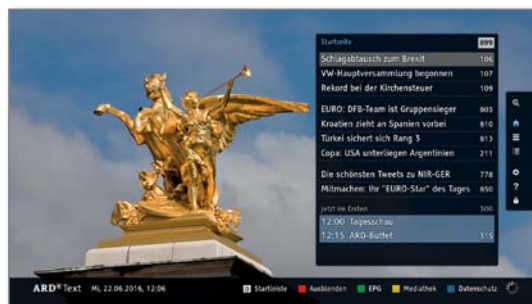 Startseite 899
Schlagabtausch zum Brexit 106
VW-Hauptversammlung begonnen 107
Rekord bei der Kirchensteuer 109
EURO: DFB-Team ist Gruppensieger 803
Kroatien zieht an Spanien vorbei 810
Türkei sichert sich Rang 3 813
Copa: USA unterliegen Argentinien 211
Die schönsten Tweets zu NIR-GER 778
Mitmachen: Ihr "EURO-Star" des Tages 850
Jetzt im Ersten 300
12:00 Tagesschau
12:15 ARD-Buffet 315
ARD Text Mi, 22.06.2016, 12:06 0 Startleiste Ausblenden EPG Mediathek Datenschutz